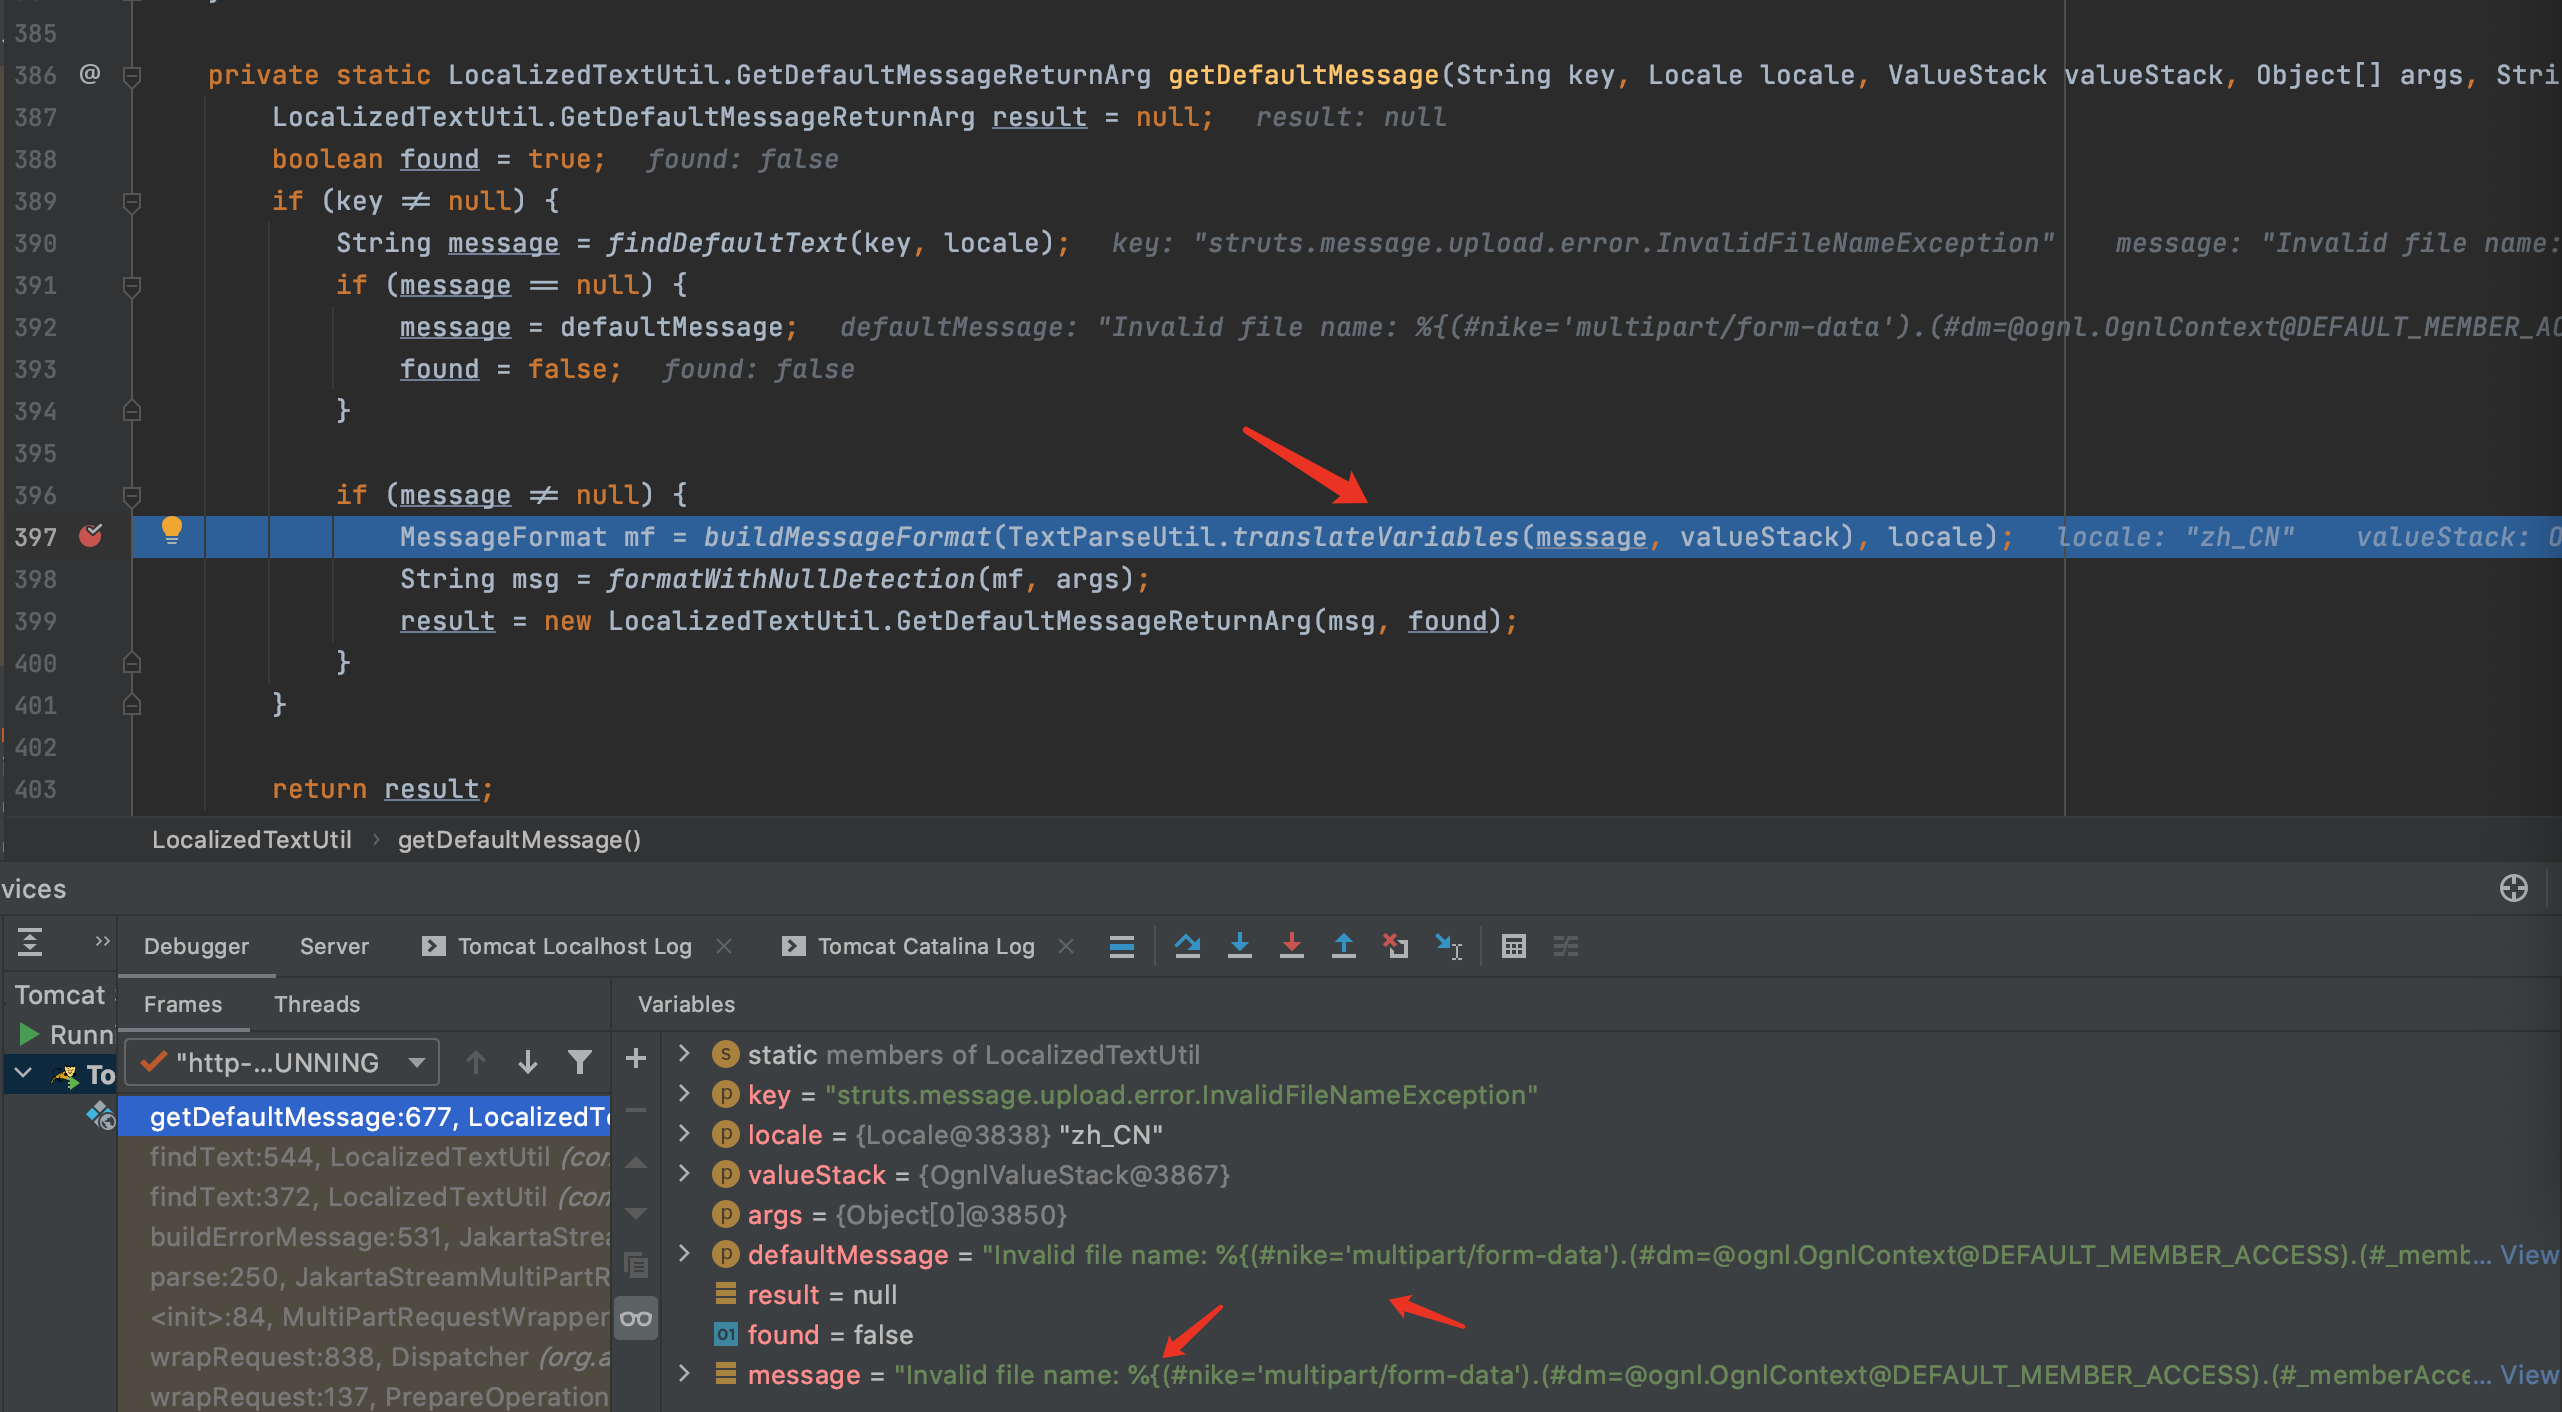 385
386 @ private static LocalizedTextUtil.GetDefaultMessageReturnArg getDefaultMessage(String key, Locale locale, ValueStack valueStack, Object[] args, Stri
387 LocalizedTextUtil.GetDefaultMessageReturnArg result = null; result: null
388 boolean found = true; found: false
389 if (key ≠ null) {
390 String message = findDefaultText(key, locale); key: "struts.message.upload.error.InvalidFileNameException" message: "Invalid file name:
391 if (message == null) {
392 message = defaultMessage; defaultMessage: "Invalid file name: %{(#nike='multipart/form-data').(#dm=@ognl.OgnlContext@DEFAULT_MEMBER_AC
393 found = false; found: false
394 }
395
396 if (message ≠ null) {
397 MessageFormat mf = buildMessageFormat(TextParseUtil.translateVariables(message, valueStack), locale); locale: "zh_CN" valueStack: O
398 String msg = formatWithNullDetection(mf, args);
399 result = new LocalizedTextUtil.GetDefaultMessageReturnArg(msg, found);
400 }
401 }
402
403 return result;
LocalizedTextUtil › getDefaultMessage()
vices
Debugger Server Tomcat Localhost Log Tomcat Catalina Log
Tomcat
Runn
To
Frames Threads
"http-...UNNING
getDefaultMessage:677, LocalizedTe
findText:544, LocalizedTextUtil (con
findText:372, LocalizedTextUtil (con
buildErrorMessage:531, JakartaStrea
parse:250, JakartaStreamMultiPartR
<init>:84, MultiPartRequestWrapper
wrapRequest:838, Dispatcher (org.a
wrapRequest:137, PrepareOperation
Variables
static members of LocalizedTextUtil
key = "struts.message.upload.error.InvalidFileNameException"
locale = {Locale@3838} "zh_CN"
valueStack = {OgnlValueStack@3867}
args = {Object[0]@3850}
defaultMessage = "Invalid file name: %{(#nike='multipart/form-data').(#dm=@ognl.OgnlContext@DEFAULT_MEMBER_ACCESS).(#_memb... View
result = null
found = false
message = "Invalid file name: %{(#nike='multipart/form-data').(#dm=@ognl.OgnlContext@DEFAULT_MEMBER_ACCESS).(#_memberAcce... View